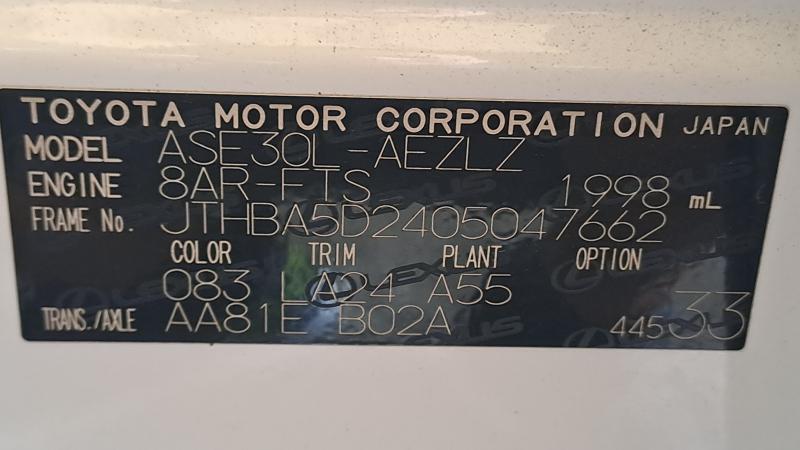 TOYOTA MOTOR CORPORATION JAPAN
MODEL ASE30L-AEZLZ
ENGINE 8AR-FTS 1998 mL
FRAME No. JTHBA5D2405047662
COLOR TRIM PLANT OPTION
083 LA24 A55
TRANS./AXLE AA81E B02A 44533
LEXUS